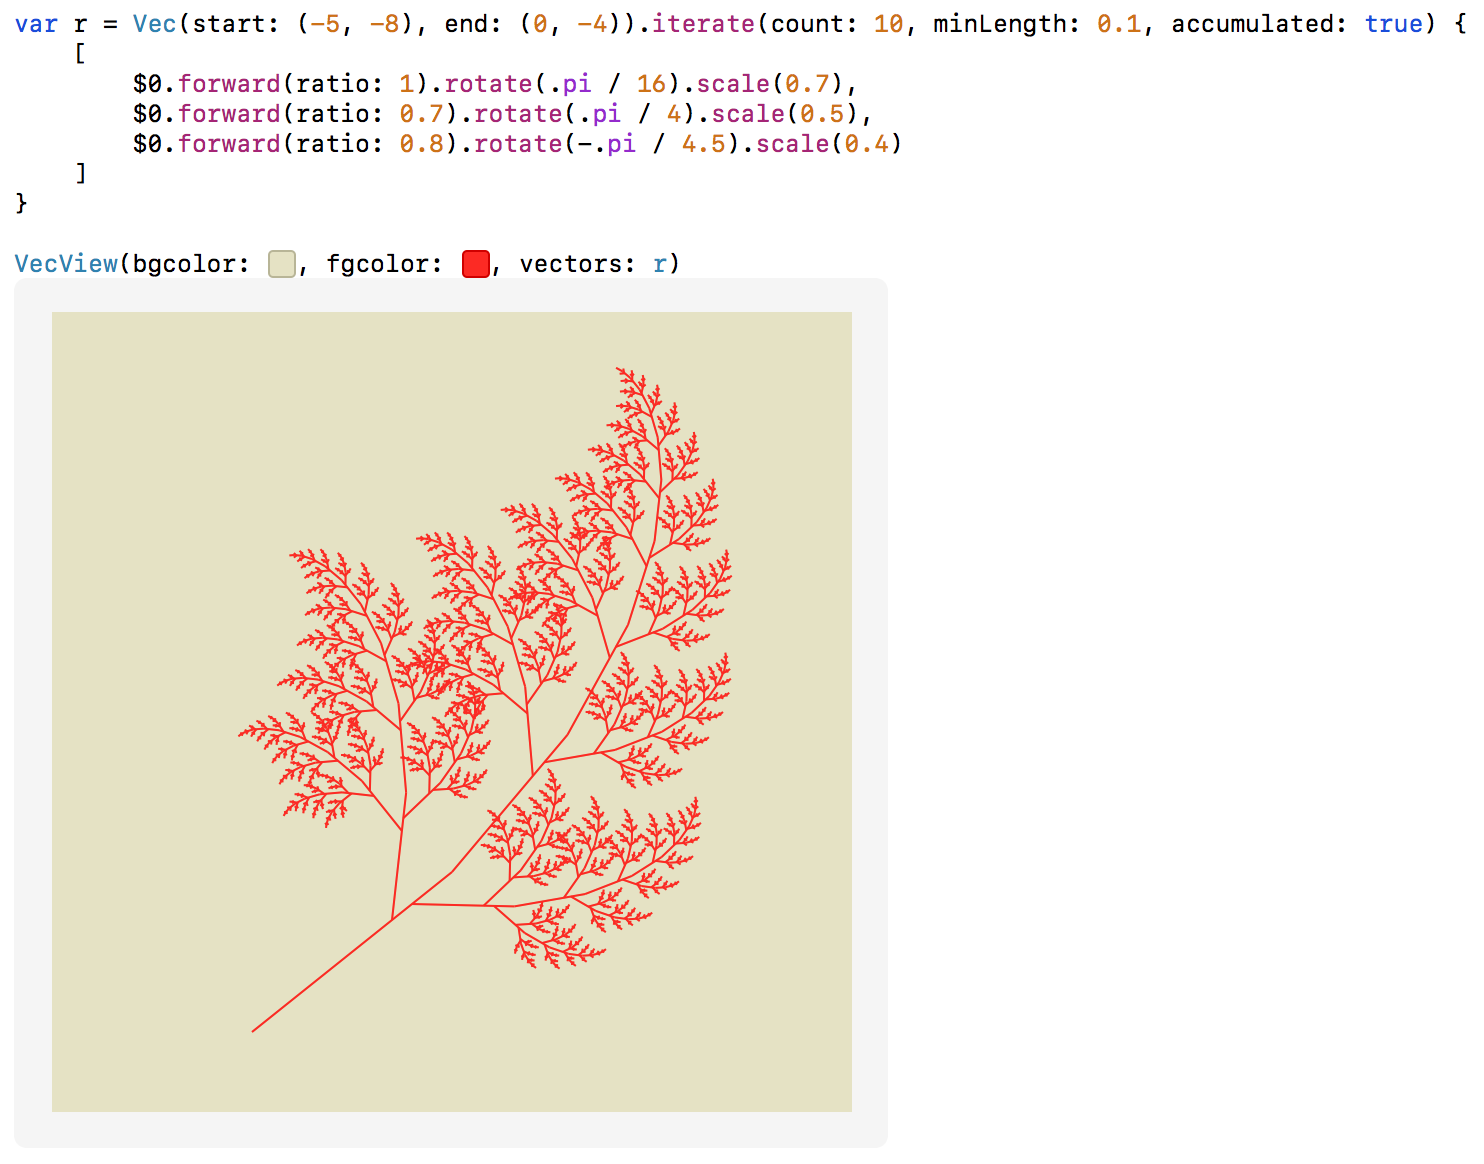 var r = Vec(start: (−5, −8), end: (0, −4)).iterate(count: 10, minLength: 0.1, accumulated: true) {
    [
        $0.forward(ratio: 1).rotate(.pi / 16).scale(0.7),
        $0.forward(ratio: 0.7).rotate(.pi / 4).scale(0.5),
        $0.forward(ratio: 0.8).rotate(−.pi / 4.5).scale(0.4)
    ]
}
VecView(bgcolor: , fgcolor: , vectors: r)